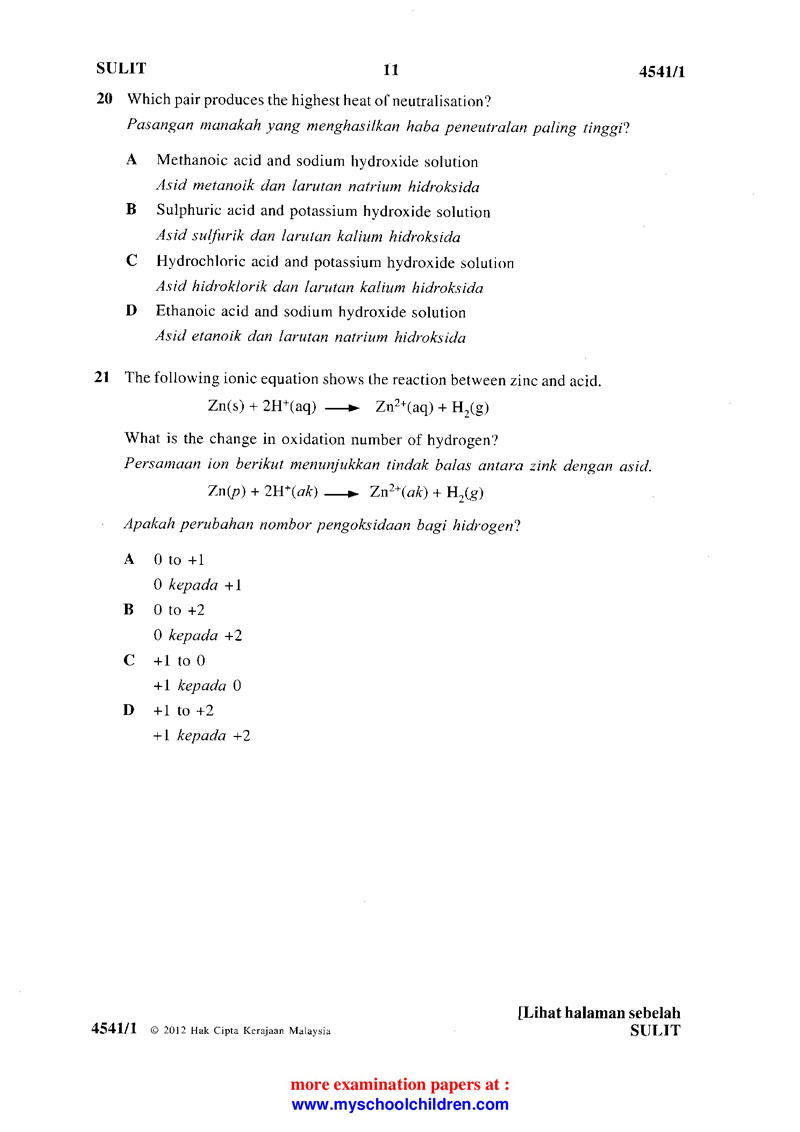 SULIT 11 4541/1
20 Which pair produces the highest heat of neutralisation?
Pasangan manakah yang menghasilkan haba peneutralan paling tinggi?
A Methanoic acid and sodium hydroxide solution
Asid metanoik dan larutan natrium hidroksida
B Sulphuric acid and potassium hydroxide solution
Asid sulfurik dan larutan kalium hidroksida
C Hydrochloric acid and potassium hydroxide solution
Asid hidroklorik dan larutan kalium hidroksida
D Ethanoic acid and sodium hydroxide solution
Asid etanoik dan larutan natrium hidroksida
21 The following ionic equation shows the reaction between zinc and acid.
Zn(s) + 2H⁺(aq) ⟶ Zn²⁺(aq) + H₂(g)
What is the change in oxidation number of hydrogen?
Persamaan ion berikut menunjukkan tindak balas antara zink dengan asid.
Zn(p) + 2H⁺(ak) ⟶ Zn²⁺(ak) + H₂(g)
Apakah perubahan nombor pengoksidaan bagi hidrogen?
A 0 to +1
0 kepada +1
B 0 to +2
0 kepada +2
C +1 to 0
+1 kepada 0
D +1 to +2
+1 kepada +2
[Lihat halaman sebelah
4541/1 © 2012 Hak Cipta Kerajaan Malaysia SULIT
more examination papers at :
www.myschoolchildren.com